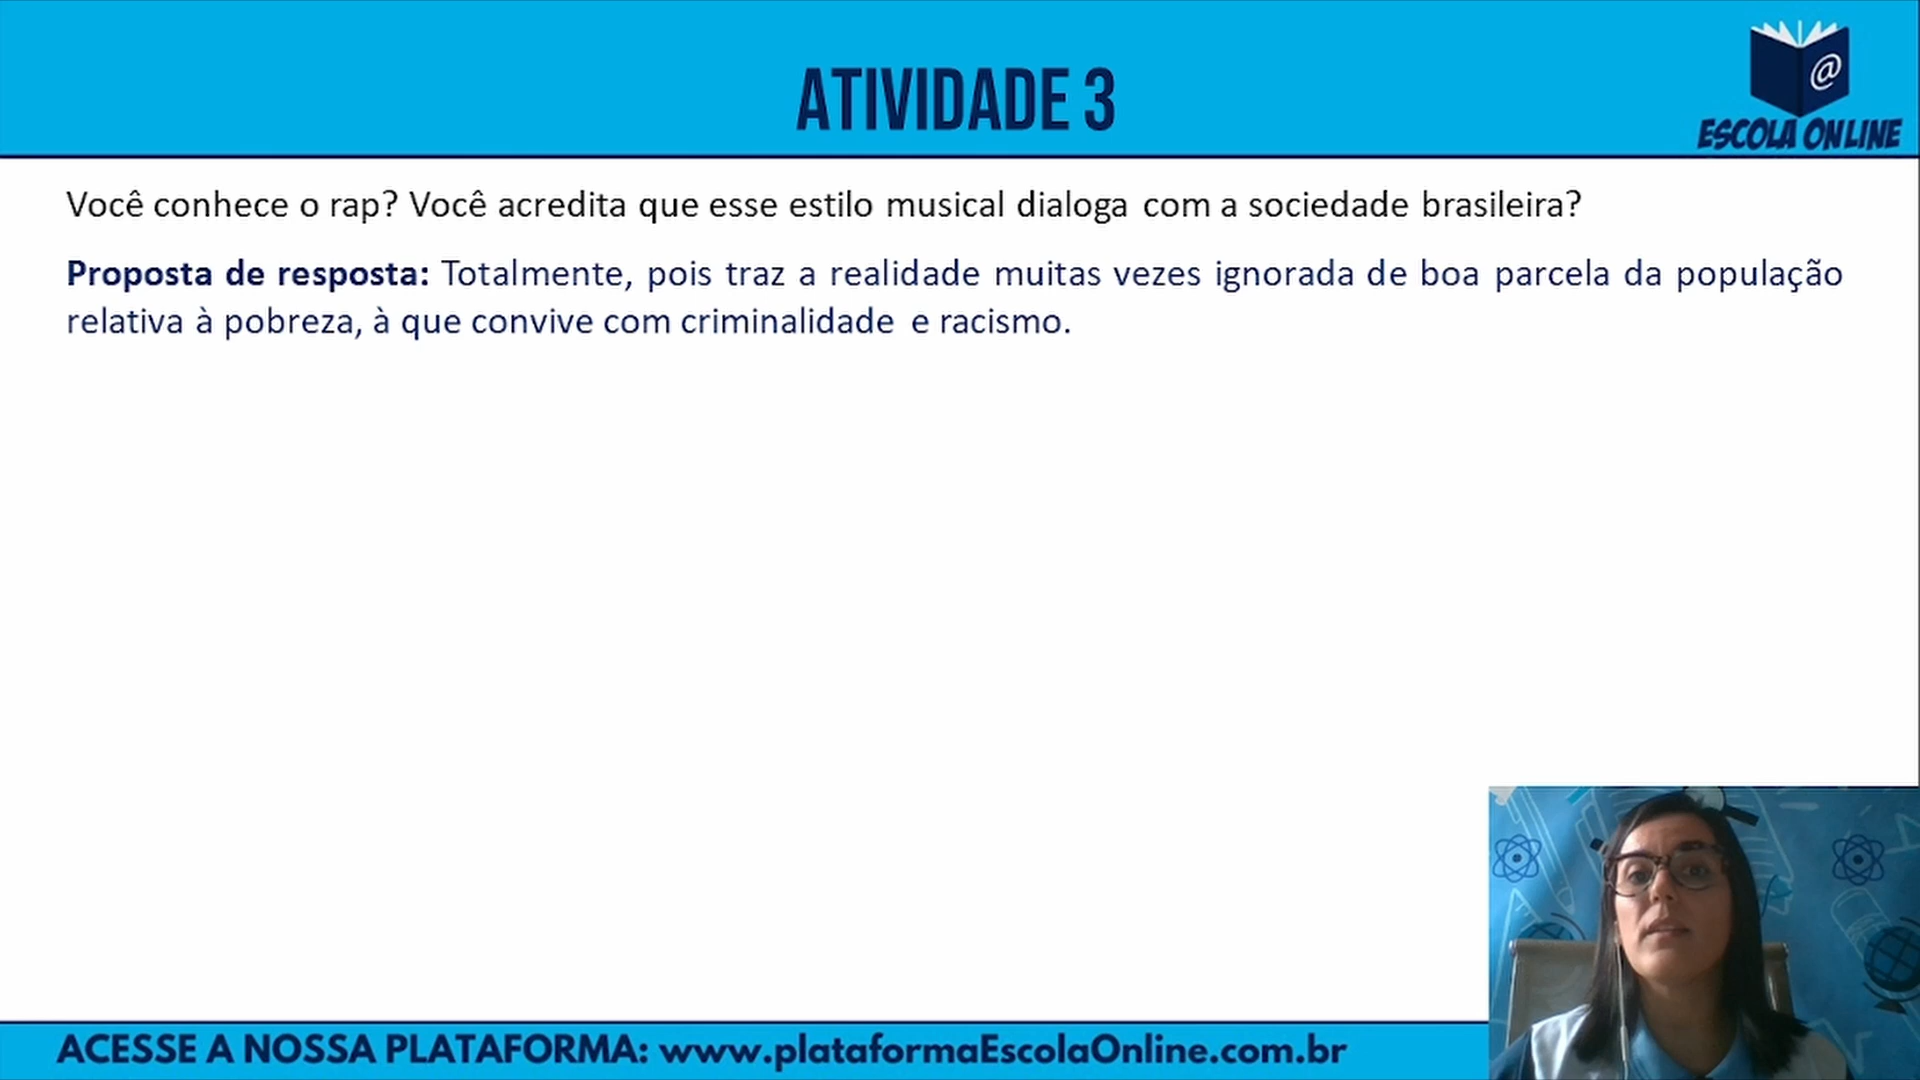 ATIVIDADE 3
@
ESCOLA ONLINE
Você conhece o rap? Você acredita que esse estilo musical dialoga com a sociedade brasileira?
Proposta de resposta: Totalmente, pois traz a realidade muitas vezes ignorada de boa parcela da população
relativa à pobreza, à que convive com criminalidade e racismo.
ACESSE A NOSSA PLATAFORMA: www.plataformaEscolaOnline.com.br